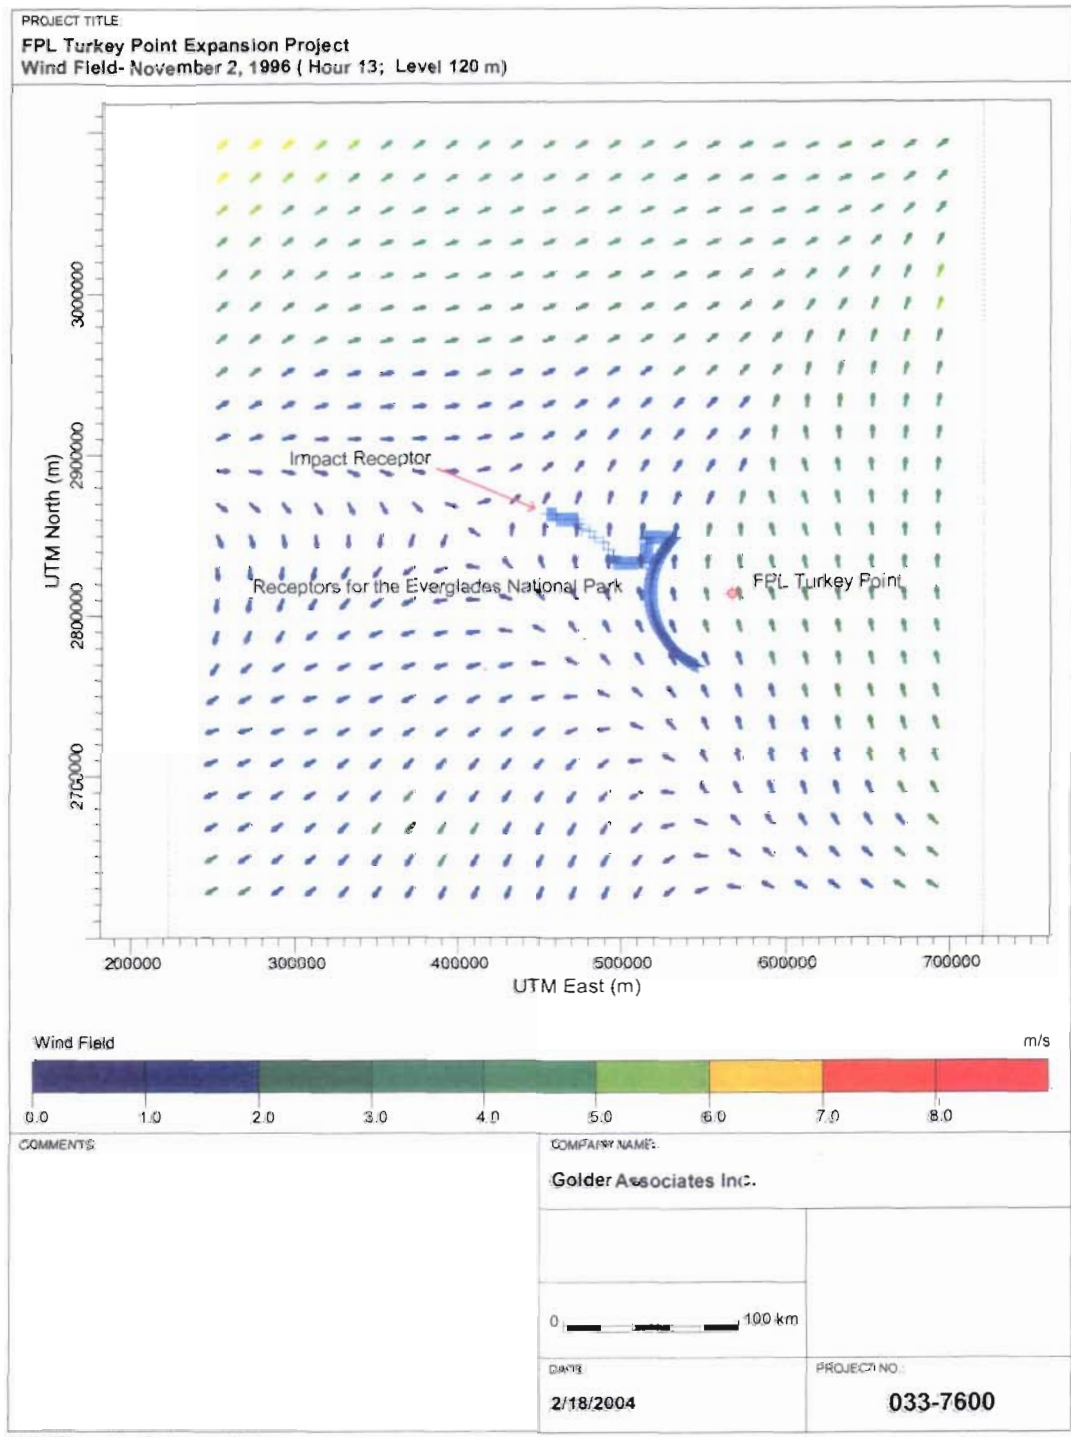 PROJECT TITLE:
FPL Turkey Point Expansion Project
Wind Field- November 2, 1996 ( Hour 13; Level 120 m)
UTM North (m)
3000000
2900000
2800000
2700000
Impact Receptor
Receptors for the Everglades National Park
FPL Turkey Point
200000 300000 400000 500000 600000 700000
UTM East (m)
Wind Field m/s
0.0 1.0 2.0 3.0 4.0 5.0 6.0 7.0 8.0
COMMENTS:
COMPANY NAME:
Golder Associates Inc.
0 100 km
DATE
2/18/2004
PROJECT NO.:
033-7600